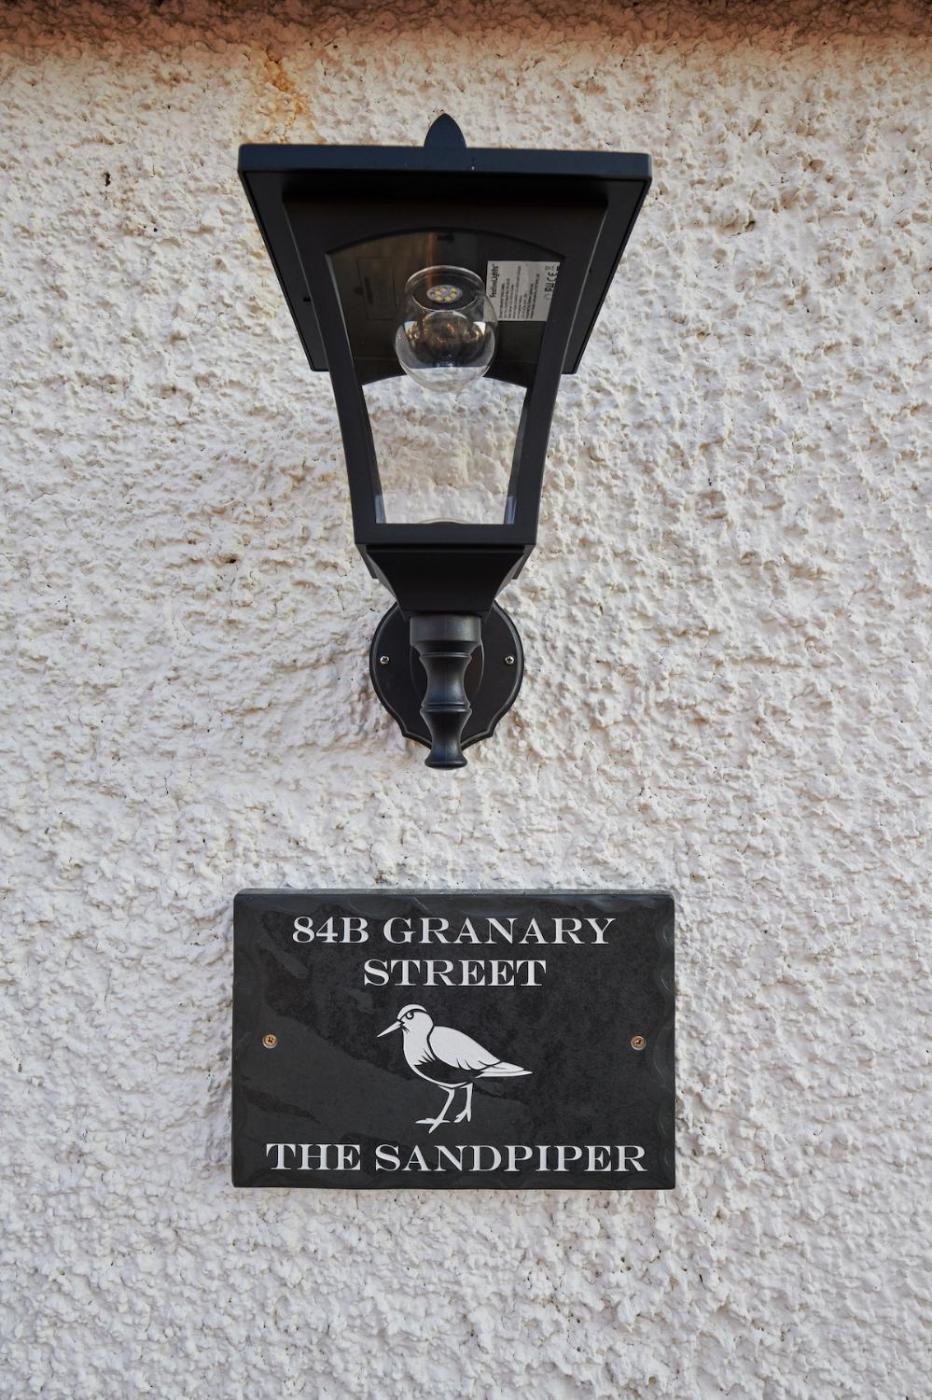 84B GRANARY
STREET
THE SANDPIPER